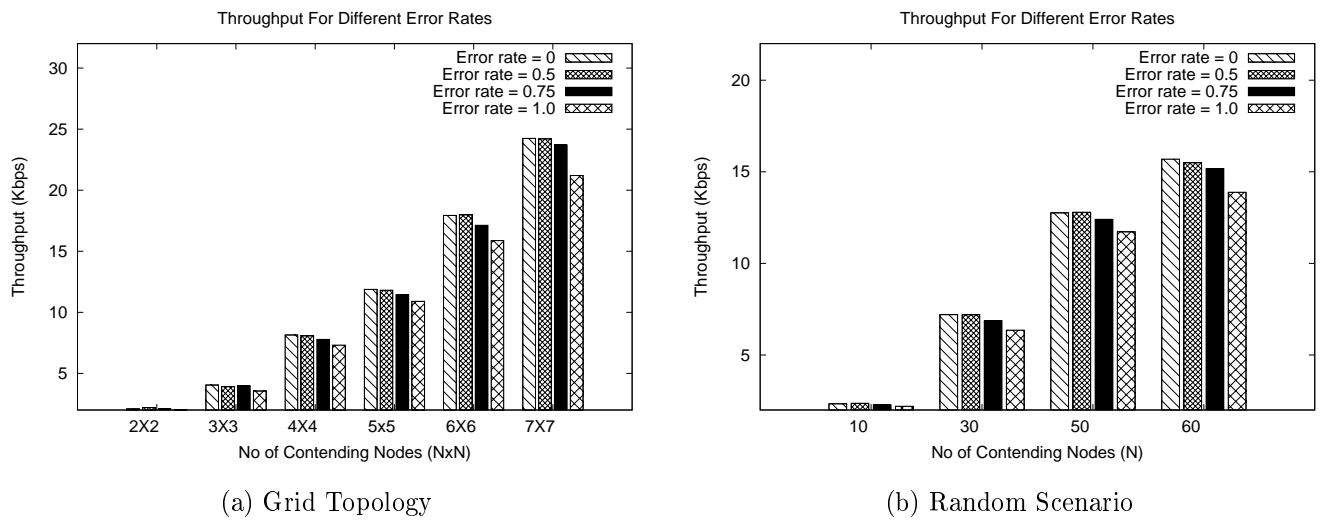 Throughput For Different Error Rates
Error rate = 0
Error rate = 0.5
Error rate = 0.75
Error rate = 1.0
30
25
20
15
10
5
Throughput (Kbps)
2X2 3X3 4X4 5x5 6X6 7X7
No of Contending Nodes (NxN)
(a) Grid Topology
Throughput For Different Error Rates
Error rate = 0
Error rate = 0.5
Error rate = 0.75
Error rate = 1.0
20
15
10
5
Throughput (Kbps)
10 30 50 60
No of Contending Nodes (N)
(b) Random Scenario